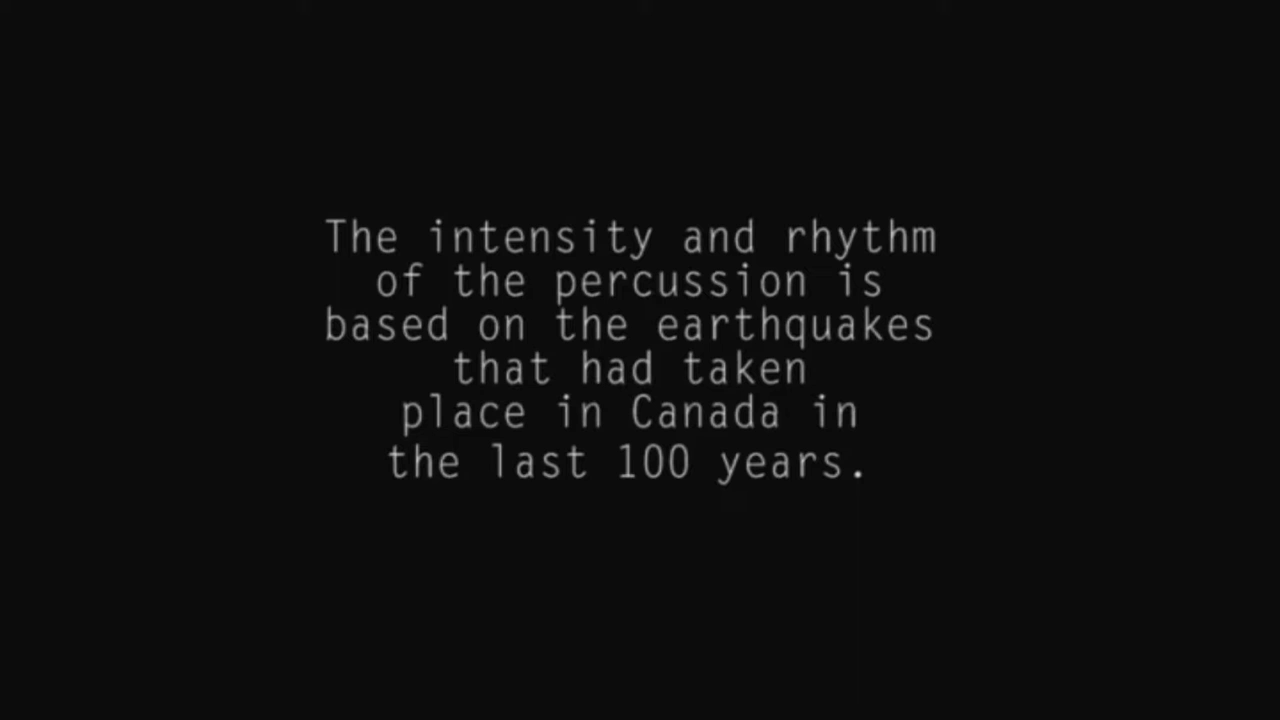 The intensity and rhythm
of the percussion is
based on the earthquakes
that had taken
place in Canada in
the last 100 years.